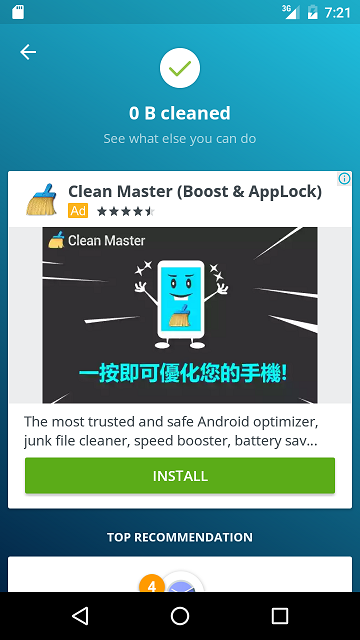 3G
7:21
0 B cleaned
See what else you can do
Clean Master (Boost & AppLock)
Ad
Clean Master
一按即可優化您的手機!
The most trusted and safe Android optimizer,
junk file cleaner, speed booster, battery sav...
INSTALL
TOP RECOMMENDATION
4